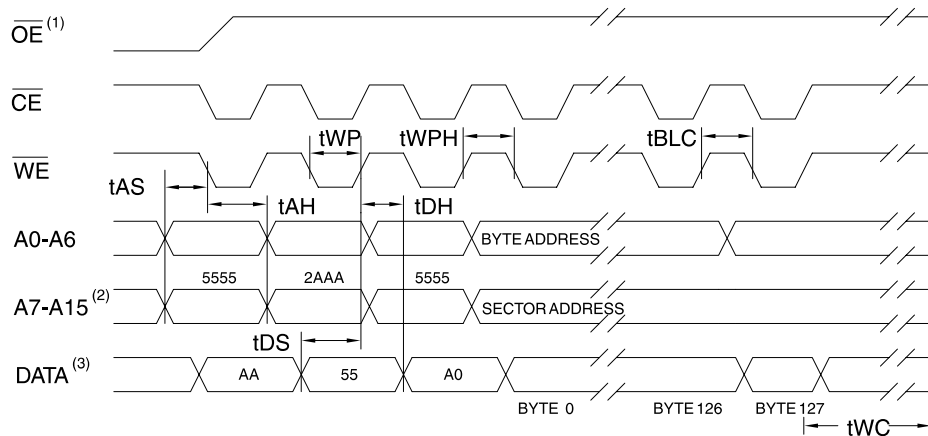 OE (1)
CE
tWP tWPH tBLC
WE
tAS tAH tDH
A0-A6 BYTE ADDRESS
5555 2AAA 5555
A7-A15 (2) SECTOR ADDRESS
tDS
DATA (3) AA 55 A0
BYTE 0 BYTE 126 BYTE 127
tWC